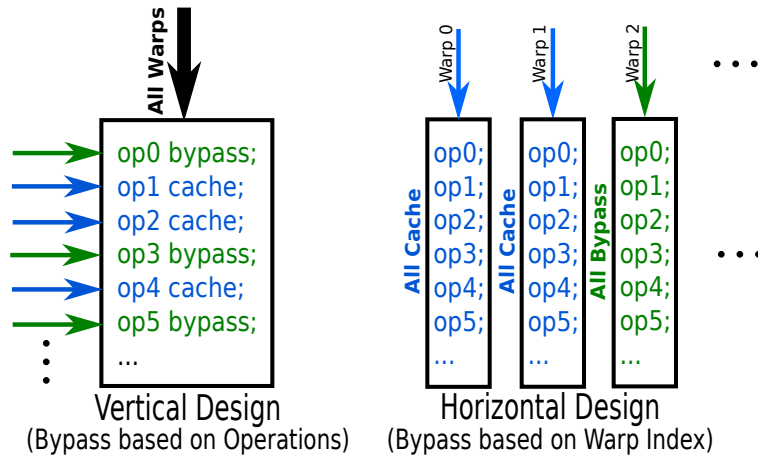 All Warps
op0 bypass;
op1 cache;
op2 cache;
op3 bypass;
op4 cache;
op5 bypass;
...
Vertical Design
(Bypass based on Operations)
Warp 0
All Cache
op0;
op1;
op2;
op3;
op4;
op5;
...
Warp 1
All Cache
op0;
op1;
op2;
op3;
op4;
op5;
...
Warp 2
All Bypass
op0;
op1;
op2;
op3;
op4;
op5;
...
Horizontal Design
(Bypass based on Warp Index)